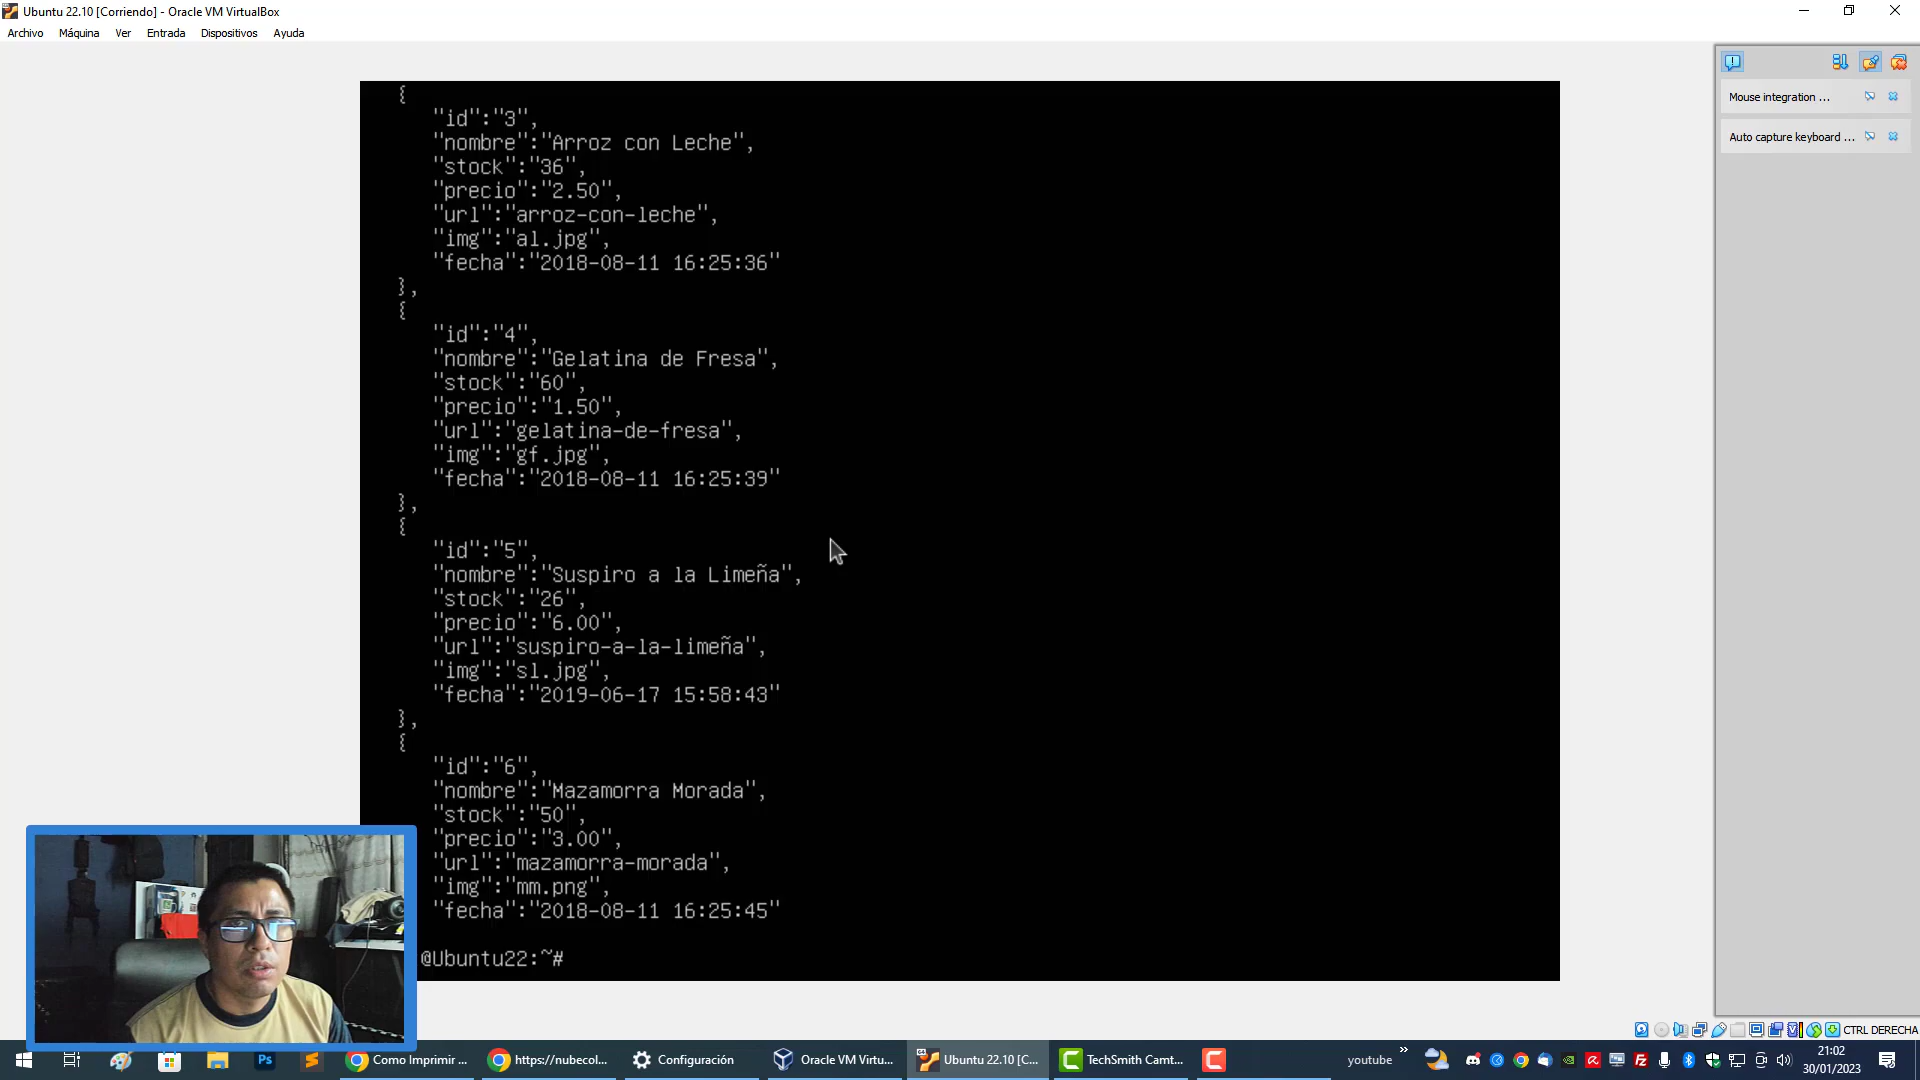 Ubuntu 22.10 [Corriendo] - Oracle VM VirtualBox
Archivo Máquina Ver Entrada Dispositivos Ayuda
Mouse integration ...
Auto capture keyboard ...
{
"id":"3",
"nombre":"Arroz con Leche",
"stock":"36",
"precio":"2.50",
"url":"arroz-con-leche",
"img":"al.jpg",
"fecha":"2018-08-11 16:25:36"
},
{
"id":"4",
"nombre":"Gelatina de Fresa",
"stock":"60",
"precio":"1.50",
"url":"gelatina-de-fresa",
"img":"gf.jpg",
"fecha":"2018-08-11 16:25:39"
},
{
"id":"5",
"nombre":"Suspiro a la Limeña",
"stock":"26",
"precio":"6.00",
"url":"suspiro-a-la-limeña",
"img":"sl.jpg",
"fecha":"2019-06-17 15:58:43"
},
{
"id":"6",
"nombre":"Mazamorra Morada",
"stock":"50",
"precio":"3.00",
"url":"mazamorra-morada",
"img":"mm.png",
"fecha":"2018-08-11 16:25:45"
@Ubuntu22:~#
CTRL DERECHA
Ps
Como Imprimir ...
https://nubecol...
Configuración
Oracle VM Virtu...
Ubuntu 22.10 [C...
TechSmith Camt...
youtube
21:02
30/01/2023